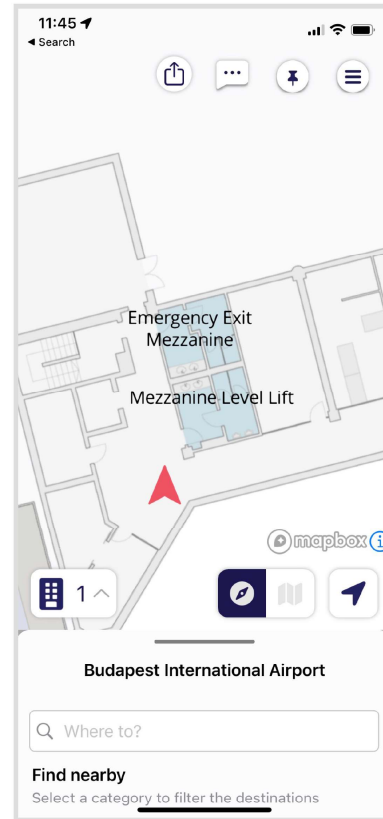 11:45
Search
Emergency Exit
Mezzanine
Mezzanine Level Lift
mapbox
1
Budapest International Airport
Where to?
Find nearby
Select a category to filter the destinations